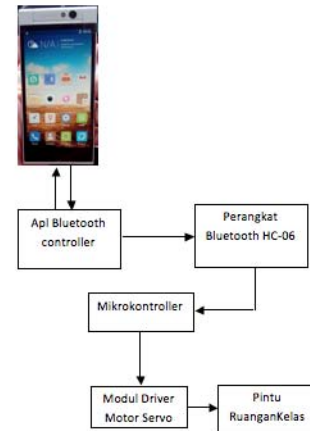 N/A
Apl Bluetooth
controller
Perangkat
Bluetooth HC-06
Mikrokontroller
Modul Driver
Motor Servo
Pintu
RuanganKelas